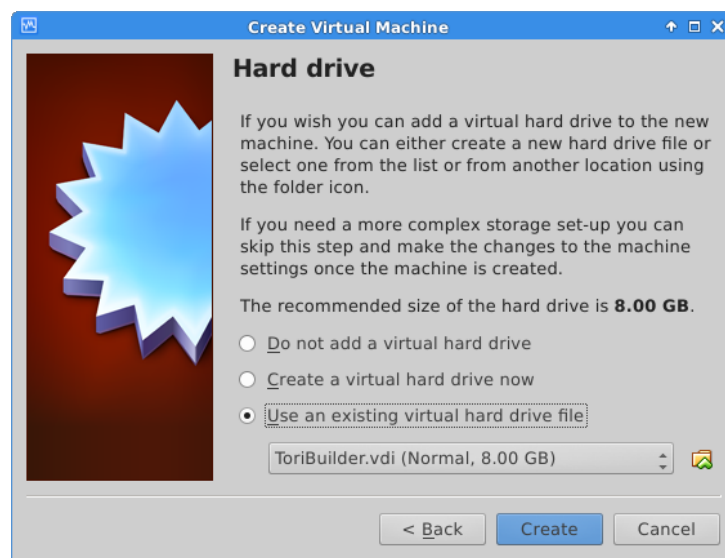 Create Virtual Machine
Hard drive
If you wish you can add a virtual hard drive to the new
machine. You can either create a new hard drive file or
select one from the list or from another location using
the folder icon.
If you need a more complex storage set-up you can
skip this step and make the changes to the machine
settings once the machine is created.
The recommended size of the hard drive is 8.00 GB.
Do not add a virtual hard drive
Create a virtual hard drive now
Use an existing virtual hard drive file
ToriBuilder.vdi (Normal, 8.00 GB)
< Back Create Cancel